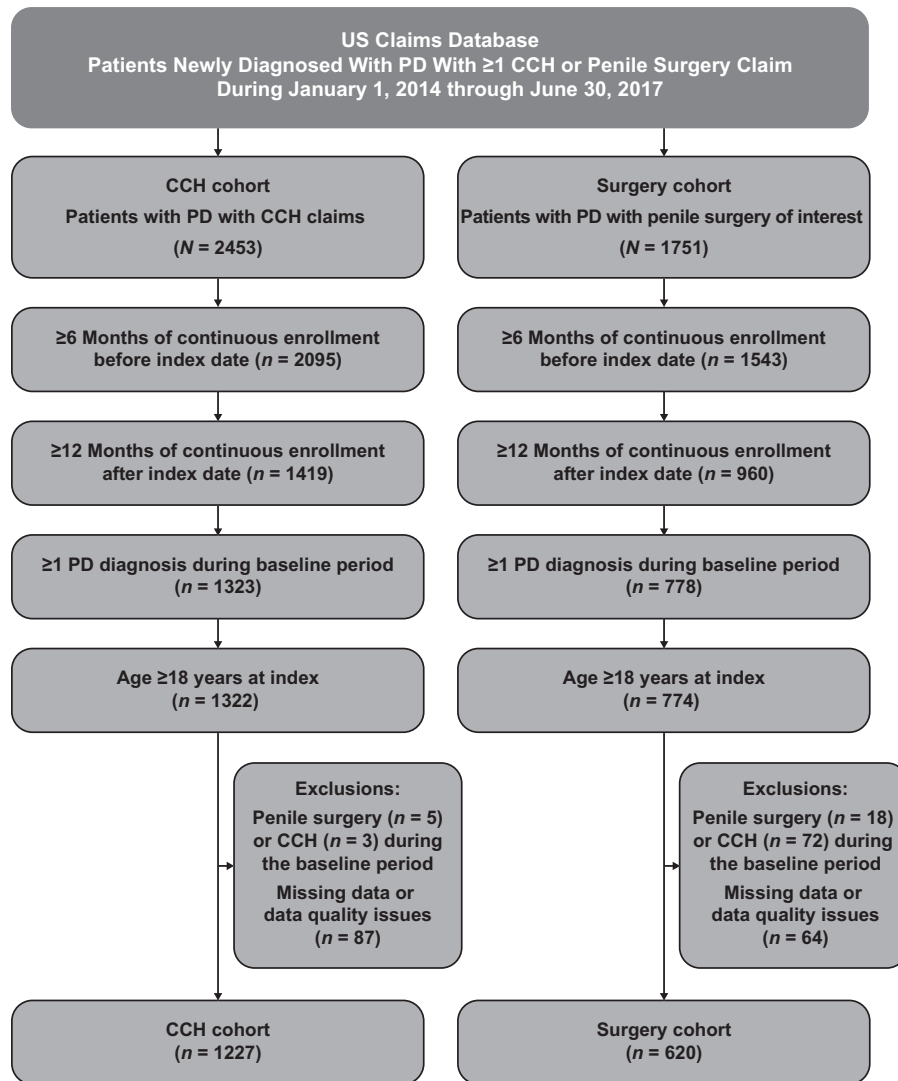 US Claims Database
Patients Newly Diagnosed With PD With ≥1 CCH or Penile Surgery Claim
During January 1, 2014 through June 30, 2017
CCH cohort
Patients with PD with CCH claims
(N = 2453)
Surgery cohort
Patients with PD with penile surgery of interest
(N = 1751)
≥6 Months of continuous enrollment
before index date (n = 2095)
≥6 Months of continuous enrollment
before index date (n = 1543)
≥12 Months of continuous enrollment
after index date (n = 1419)
≥12 Months of continuous enrollment
after index date (n = 960)
≥1 PD diagnosis during baseline period
(n = 1323)
≥1 PD diagnosis during baseline period
(n = 778)
Age ≥18 years at index
(n = 1322)
Age ≥18 years at index
(n = 774)
Exclusions:
Penile surgery (n = 5)
or CCH (n = 3) during
the baseline period
Missing data or
data quality issues
(n = 87)
Exclusions:
Penile surgery (n = 18)
or CCH (n = 72) during
the baseline period
Missing data or
data quality issues
(n = 64)
CCH cohort
(n = 1227)
Surgery cohort
(n = 620)